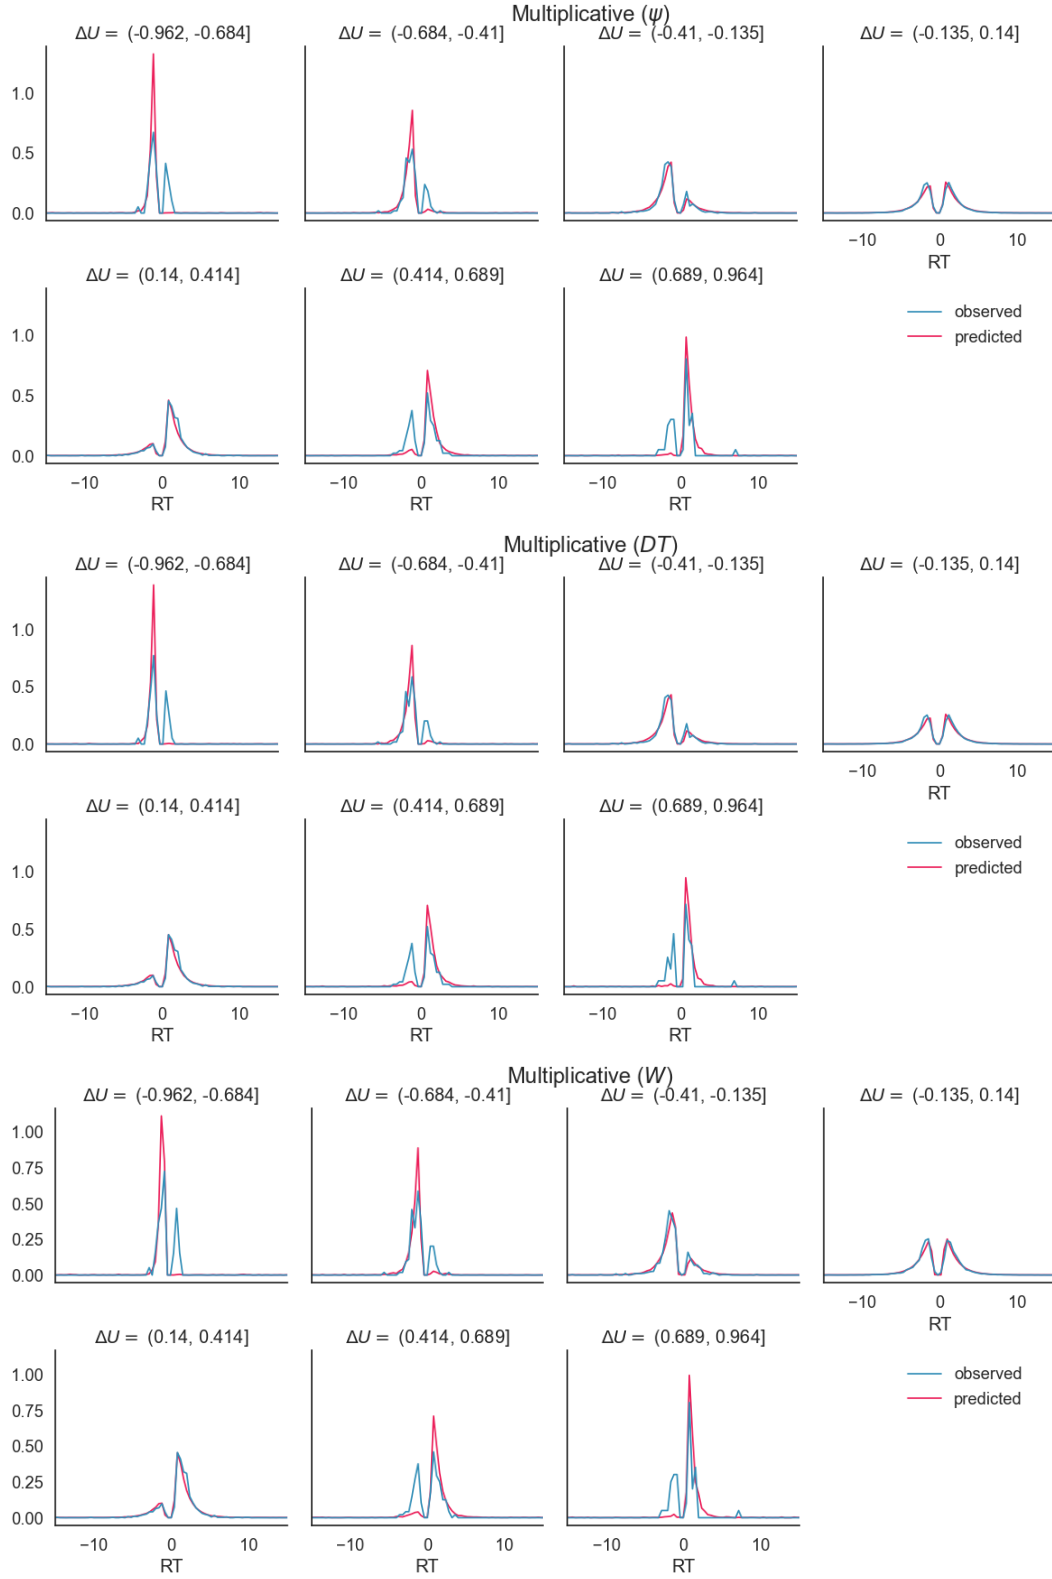 Multiplicative (ψ)
ΔU = (-0.962, -0.684] ΔU = (-0.684, -0.41] ΔU = (-0.41, -0.135] ΔU = (-0.135, 0.14]
1.0
0.5
0.0
−10 0 10
RT
ΔU = (0.14, 0.414] ΔU = (0.414, 0.689] ΔU = (0.689, 0.964]
observed
predicted
1.0
0.5
0.0
−10 0 10 −10 0 10 −10 0 10
RT RT RT
Multiplicative (DT)
ΔU = (-0.962, -0.684] ΔU = (-0.684, -0.41] ΔU = (-0.41, -0.135] ΔU = (-0.135, 0.14]
1.0
0.5
0.0
−10 0 10
RT
ΔU = (0.14, 0.414] ΔU = (0.414, 0.689] ΔU = (0.689, 0.964]
observed
predicted
1.0
0.5
0.0
−10 0 10 −10 0 10 −10 0 10
RT RT RT
Multiplicative (W)
ΔU = (-0.962, -0.684] ΔU = (-0.684, -0.41] ΔU = (-0.41, -0.135] ΔU = (-0.135, 0.14]
1.00
0.75
0.50
0.25
0.00
−10 0 10
RT
ΔU = (0.14, 0.414] ΔU = (0.414, 0.689] ΔU = (0.689, 0.964]
observed
predicted
1.00
0.75
0.50
0.25
0.00
−10 0 10 −10 0 10 −10 0 10
RT RT RT